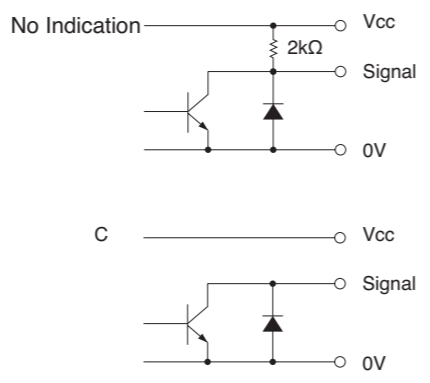 No Indication Vcc
2kΩ
Signal
0V
C Vcc
Signal
0V